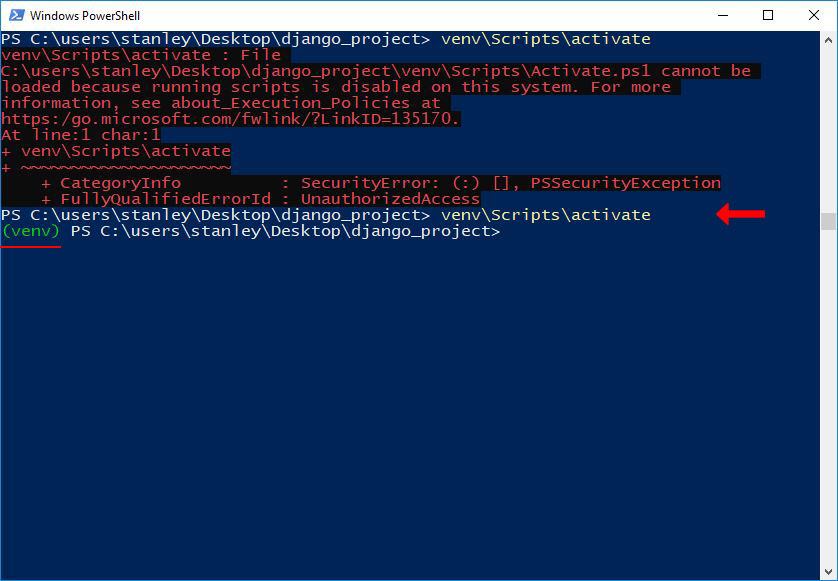 Windows PowerShell
PS C:\users\stanley\Desktop\django_project> venv\Scripts\activate
venv\Scripts\activate : File
C:\users\stanley\Desktop\django_project\venv\Scripts\Activate.ps1 cannot be
loaded because running scripts is disabled on this system. For more
information, see about_Execution_Policies at
https:/go.microsoft.com/fwlink/?LinkID=135170.
At line:1 char:1
+ venv\Scripts\activate
+ ~~~~~~~~~~~~~~~~~~~~~
    + CategoryInfo          : SecurityError: (:) [], PSSecurityException
    + FullyQualifiedErrorId : UnauthorizedAccess
PS C:\users\stanley\Desktop\django_project> venv\Scripts\activate
(venv) PS C:\users\stanley\Desktop\django_project>